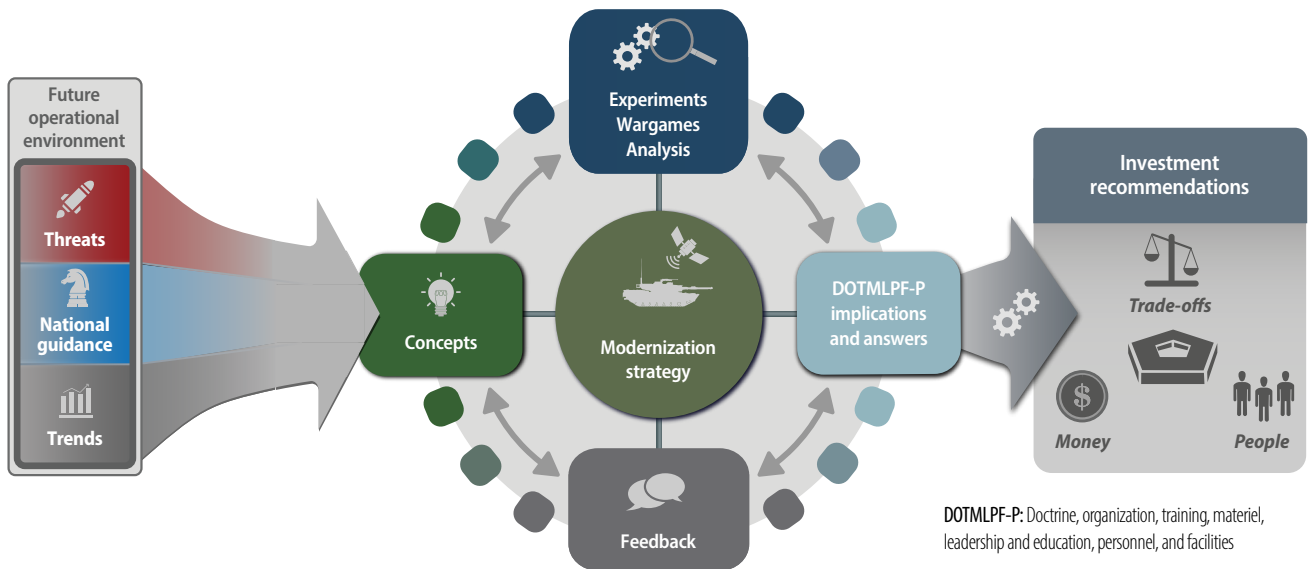 Future
operational
environment
Threats
National
guidance
Trends
Concepts
Experiments
Wargames
Analysis
Modernization
strategy
Feedback
DOTMLPF-P
implications
and answers
Investment
recommendations
Trade-offs
$
Money
People
DOTMLPF-P: Doctrine, organization, training, materiel,
leadership and education, personnel, and facilities